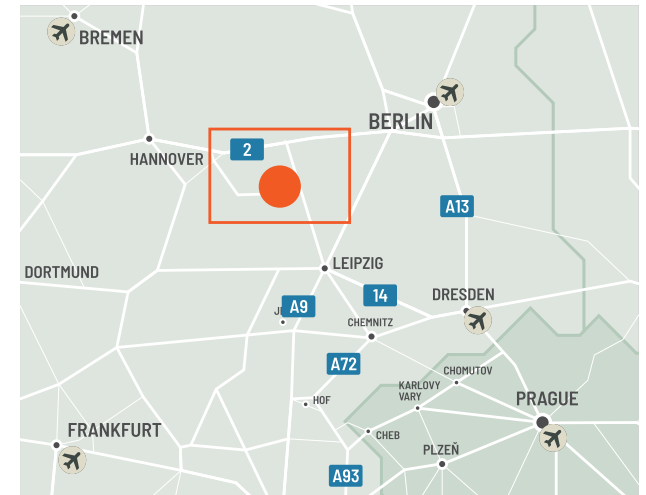 BREMEN
BERLIN
HANNOVER
2
A13
DORTMUND
LEIPZIG
A9
14
DRESDEN
CHEMNITZ
A72
CHOMUTOV
KARLOVY
VARY
HOF
PRAGUE
FRANKFURT
CHEB
PLZEŇ
A93